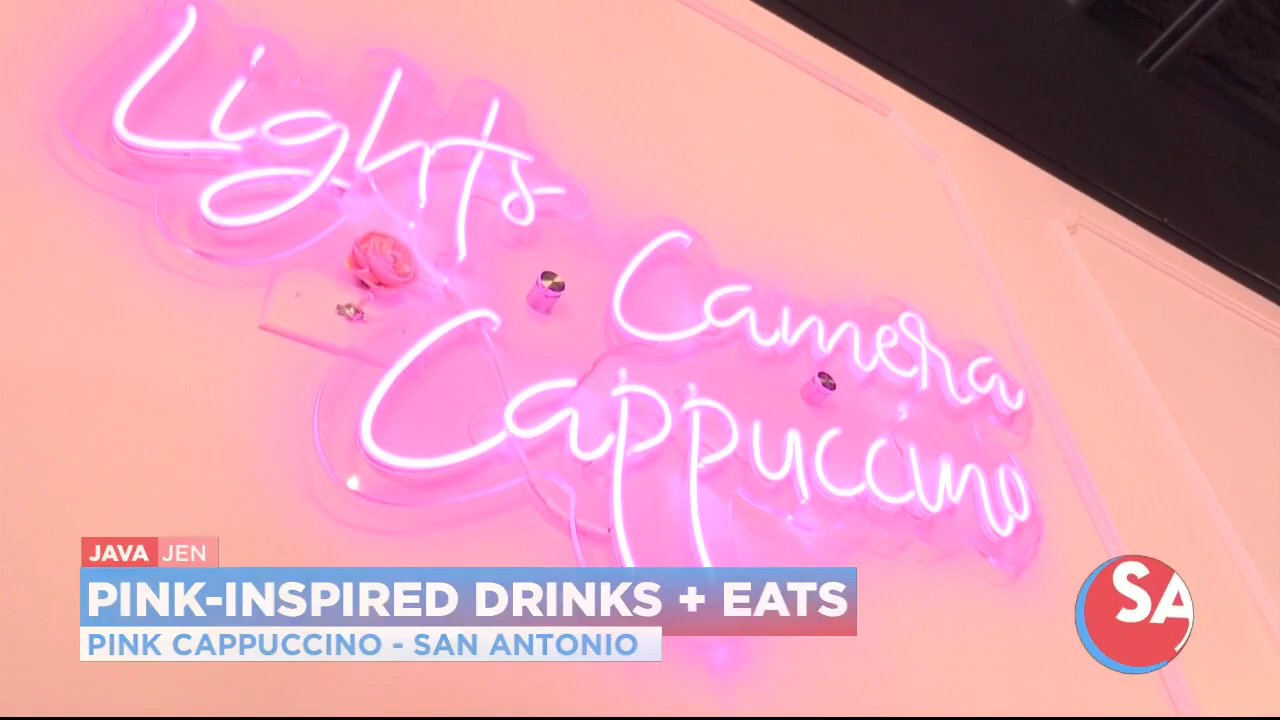 Lights
Camera
Cappuccino
JAVA JEN
PINK-INSPIRED DRINKS + EATS
PINK CAPPUCCINO - SAN ANTONIO
SA